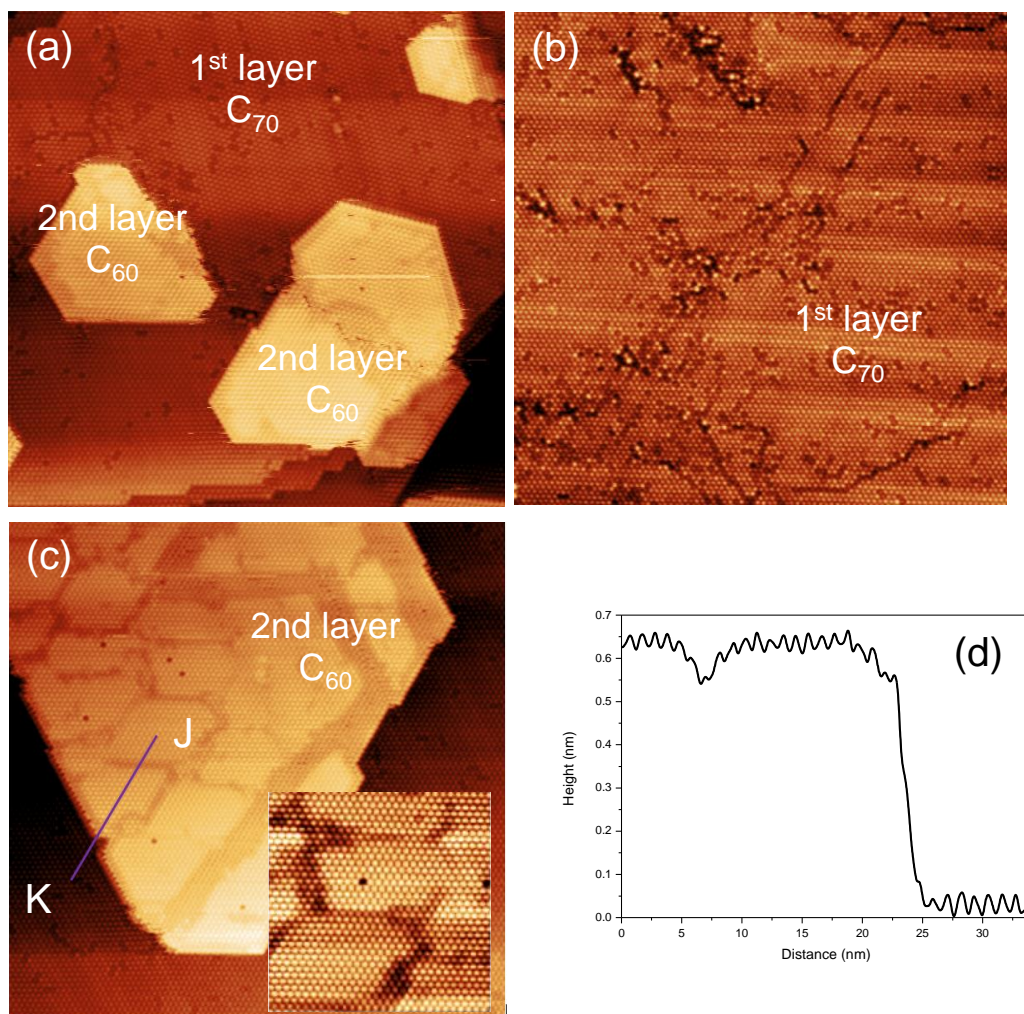 (a)
1st layer
C70
2nd layer
C60
2nd layer
C60
(b)
1st layer
C70
(c)
2nd layer
C60
J
K
(d)
0.7
0.6
0.5
0.4
0.3
0.2
0.1
0.0
0
5
10
15
20
25
30
Height (nm)
Distance (nm)